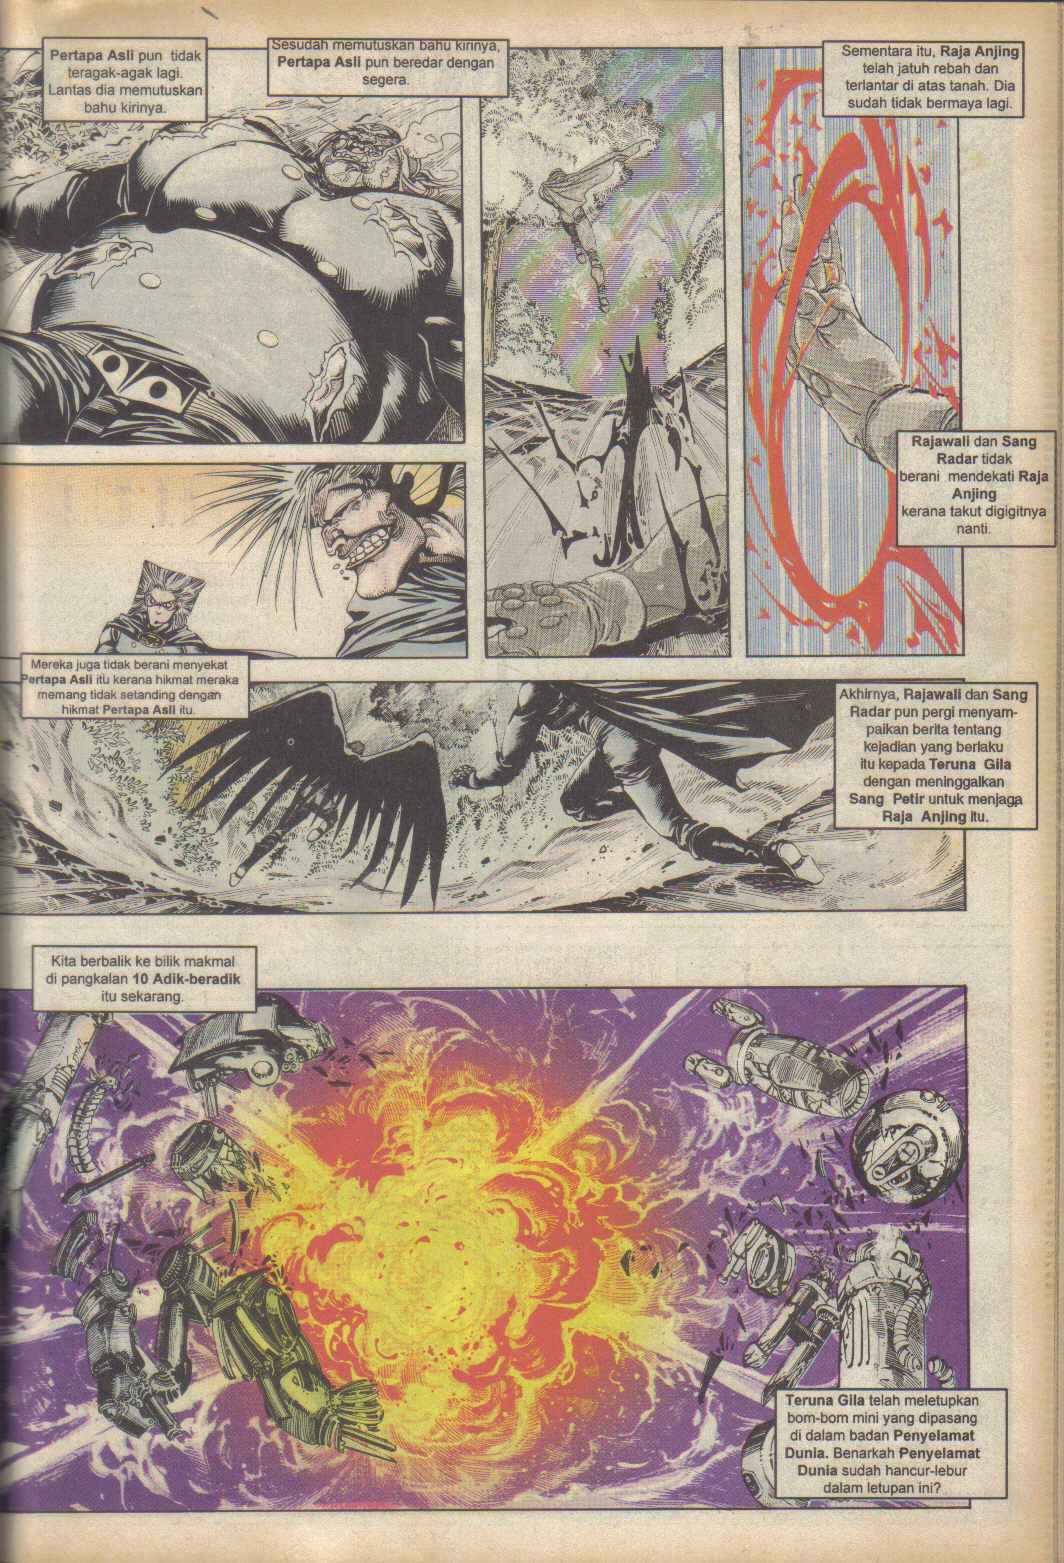 Pertapa Asli pun tidak
teragak-agak lagi.
Lantas dia memutuskan
bahu kirinya.
Sesudah memutuskan bahu kirinya,
Pertapa Asli pun beredar dengan
segera.
Sementara itu, Raja Anjing
telah jatuh rebah dan
terlantar di atas tanah. Dia
sudah tidak bermaya lagi.
Rajawali dan Sang
Radar tidak
berani mendekati Raja
Anjing
kerana takut digigitnya
nanti.
Mereka juga tidak berani menyekat
Pertapa Asli itu kerana hikmat meraka
memang tidak setanding dengan
hikmat Pertapa Asli itu.
Akhirnya, Rajawali dan Sang
Radar pun pergi menyam-
paikan berita tentang
kejadian yang berlaku
itu kepada Teruna Gila
dengan meninggalkan
Sang Petir untuk menjaga
Raja Anjing itu.
Kita berbalik ke bilik makmal
di pangkalan 10 Adik-beradik
itu sekarang.
Teruna Gila telah meletupkan
bom-bom mini yang dipasang
di dalam badan Penyelamat
Dunia. Benarkah Penyelamat
Dunia sudah hancur-lebur
dalam letupan ini?